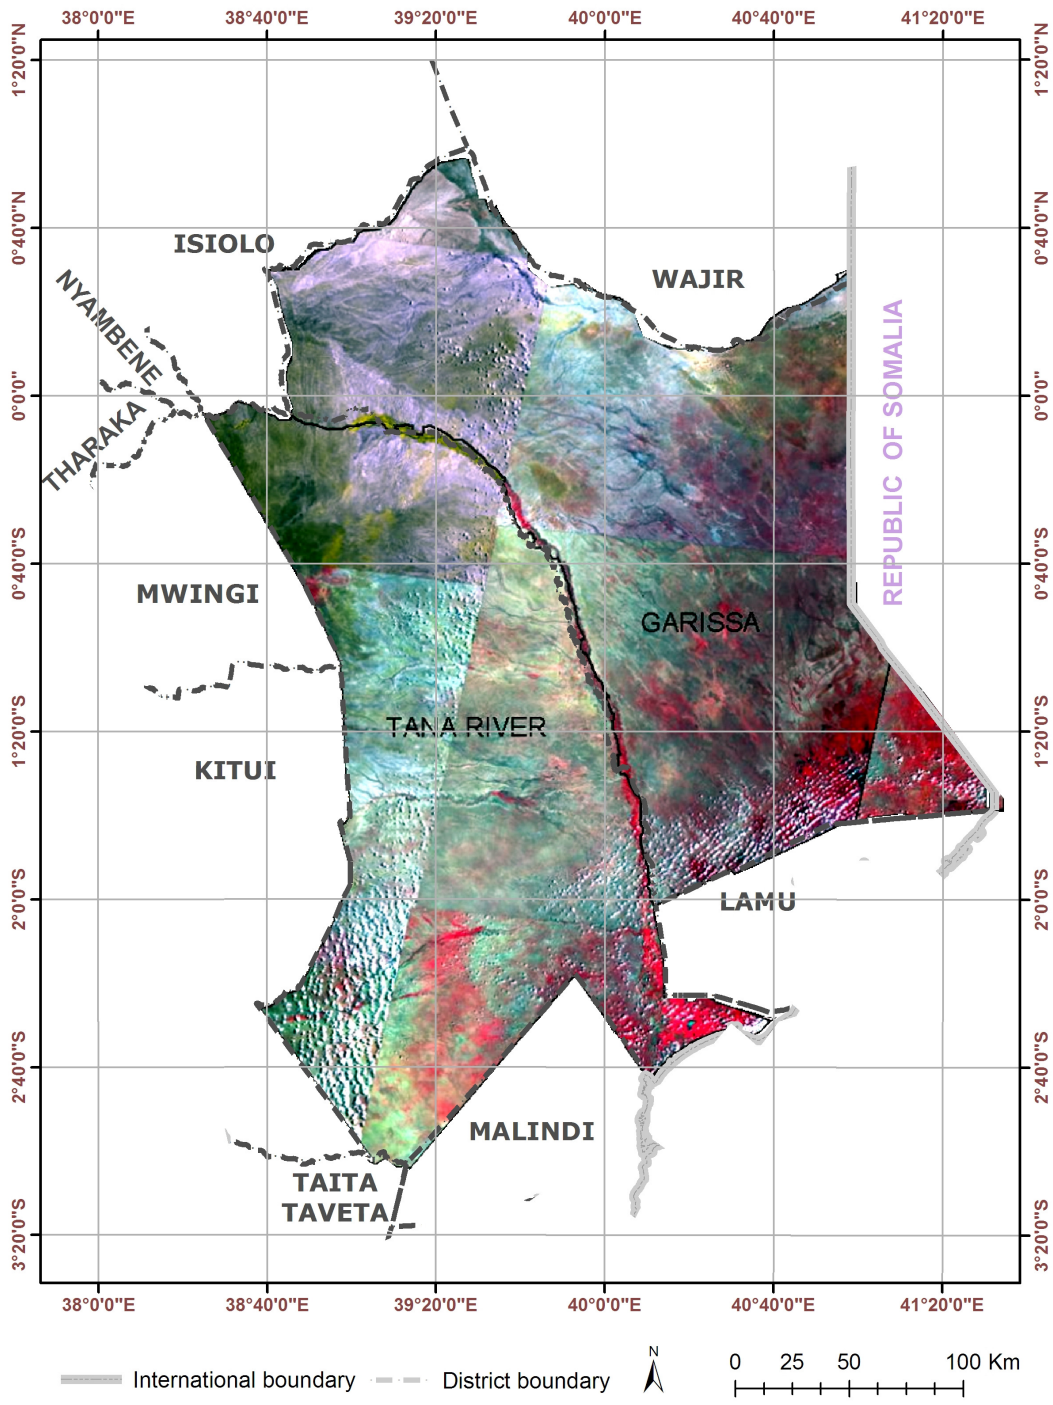 38°0'0"E 38°40'0"E 39°20'0"E 40°0'0"E 40°40'0"E 41°20'0"E
1°20'0"N 1°20'0"N
0°40'0"N 0°40'0"N
ISIOLO
WAJIR
NYAMBENE
REPUBLIC OF SOMALIA
0°0'0" 0°0'0"
THARAKA
0°40'0"S 0°40'0"S
MWINGI
GARISSA
1°20'0"S 1°20'0"S
TANA RIVER
KITUI
2°0'0"S 2°0'0"S
LAMU
2°40'0"S 2°40'0"S
MALINDI
TAITA
TAVETA
3°20'0"S 3°20'0"S
38°0'0"E 38°40'0"E 39°20'0"E 40°0'0"E 40°40'0"E 41°20'0"E
N
0 25 50 100 Km
International boundary District boundary